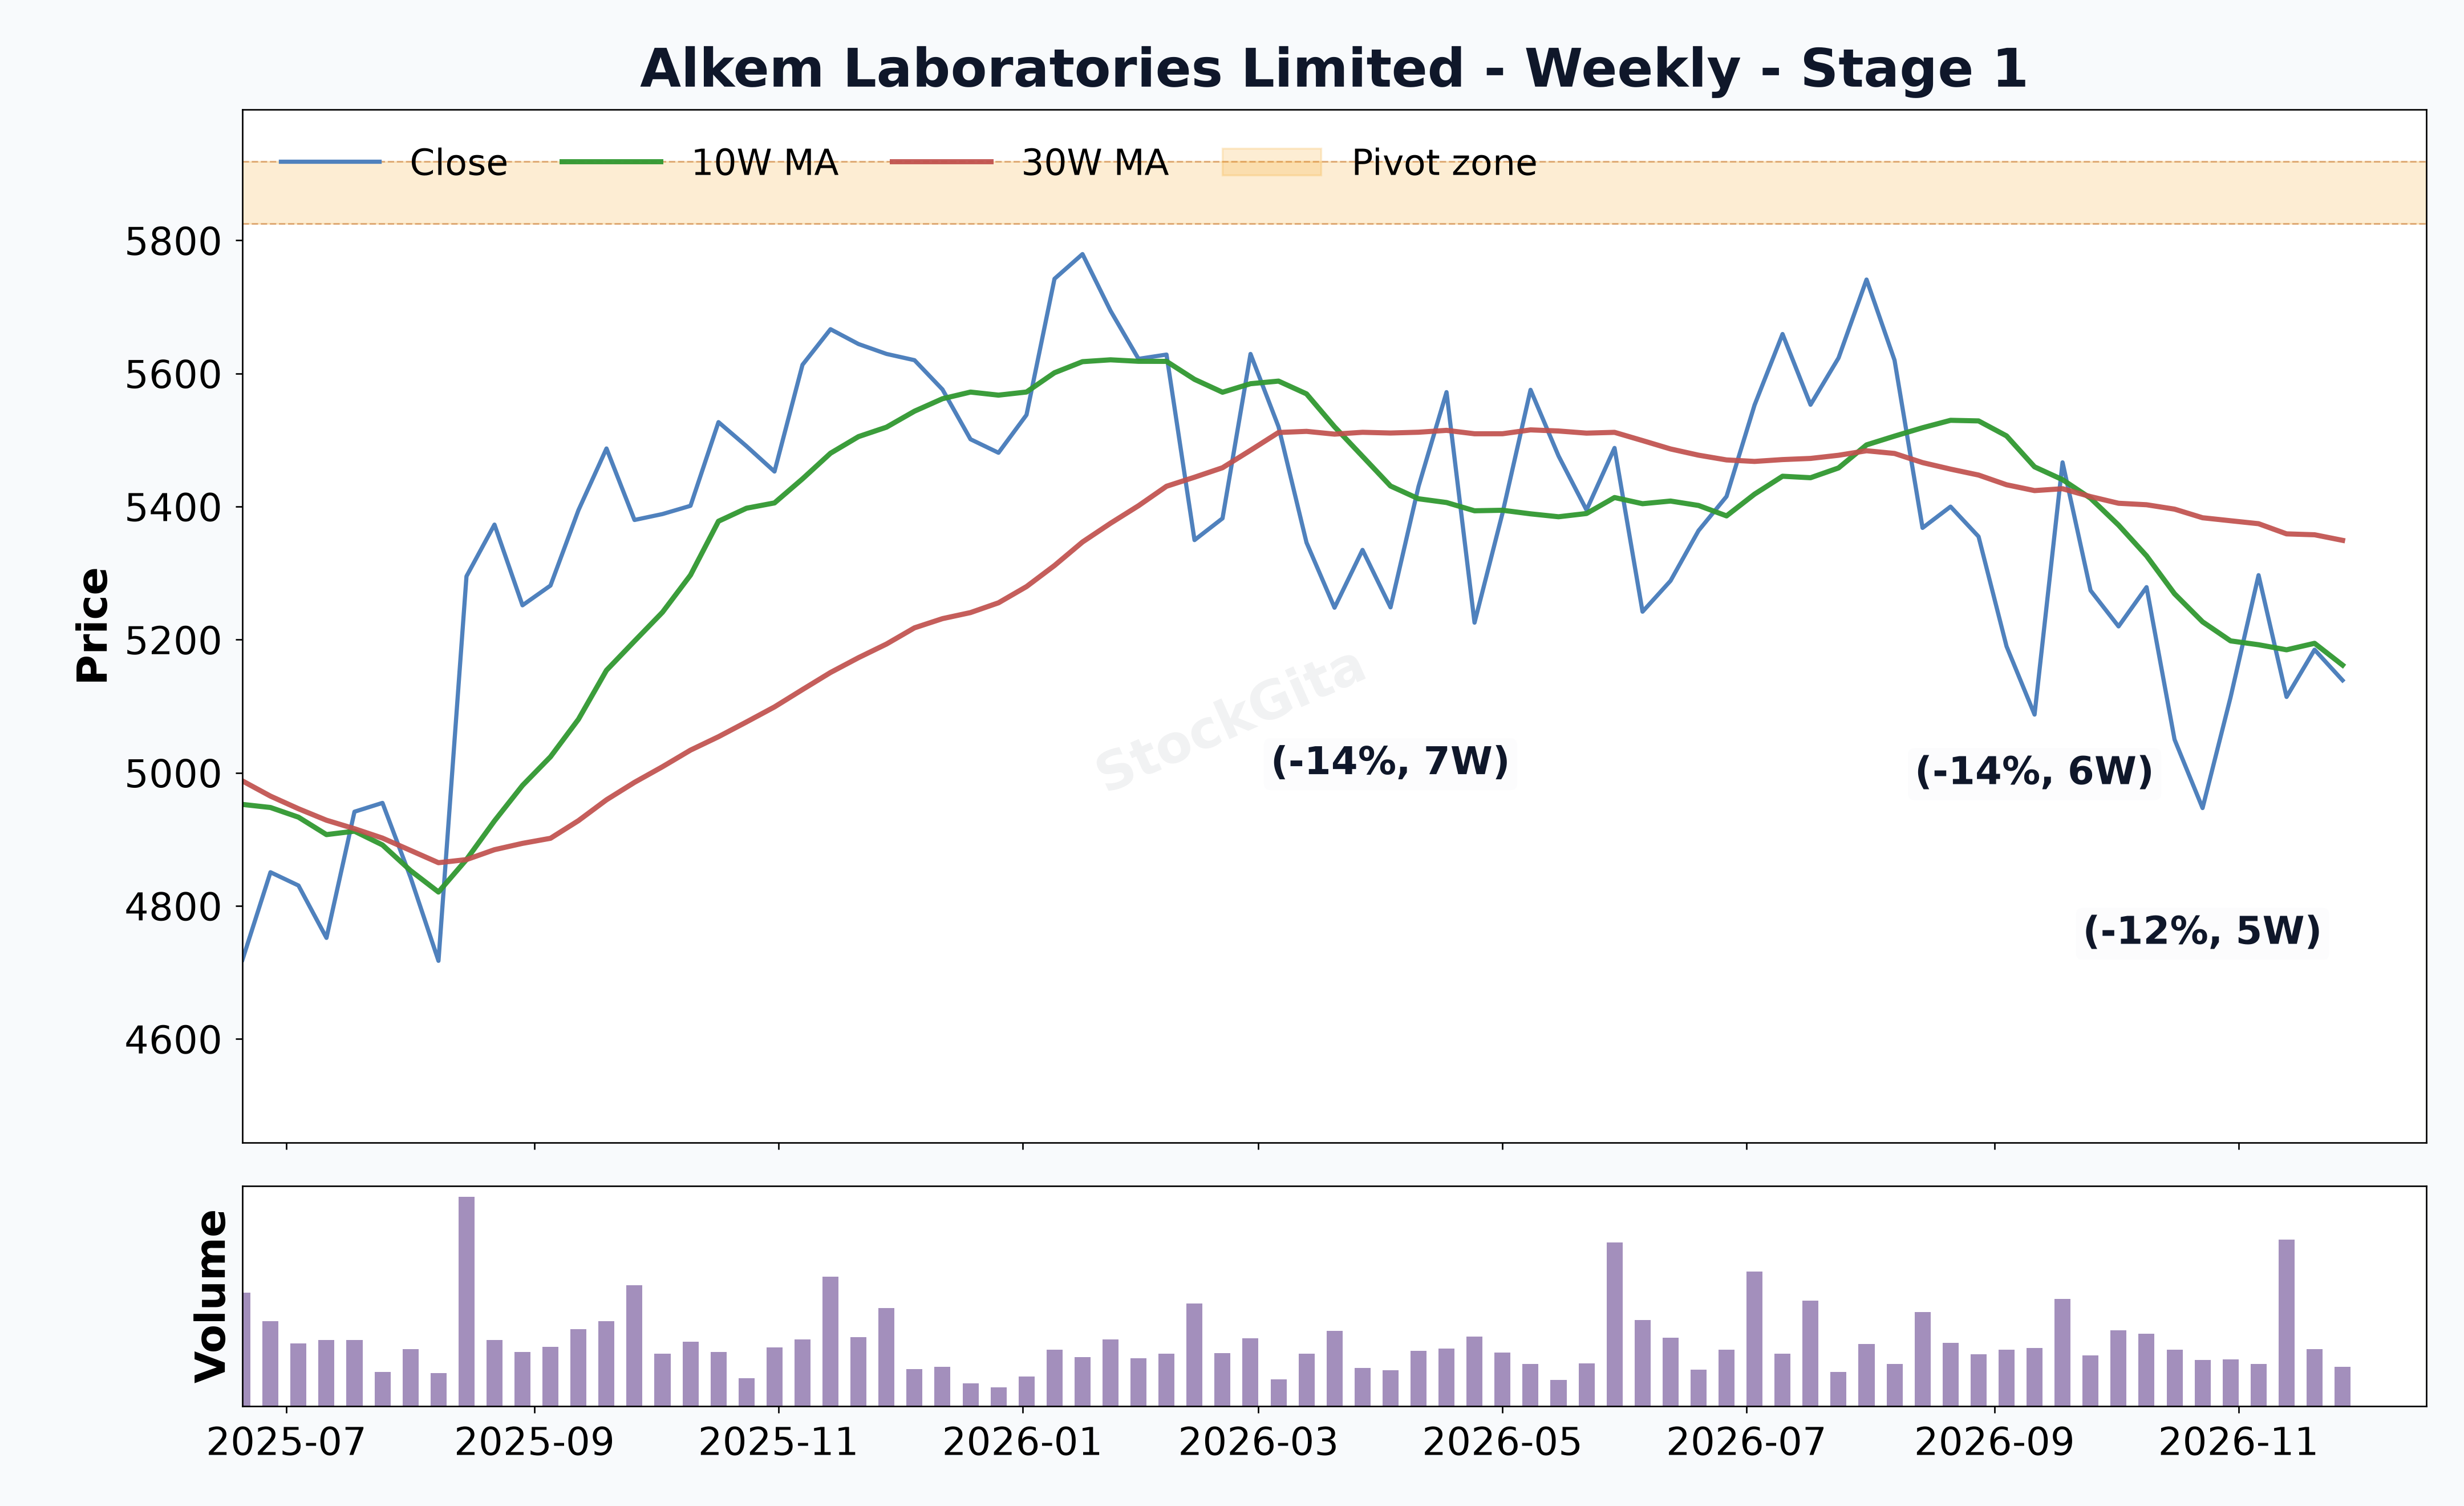 Alkem Laboratories Limited - Weekly - Stage 1
Close 10W MA 30W MA Pivot zone
5800
5600
5400
5200
5000
4800
4600
Price
StockGita
(-14%, 7W)
(-14%, 6W)
(-12%, 5W)
Volume
2025-07 2025-09 2025-11 2026-01 2026-03 2026-05 2026-07 2026-09 2026-11